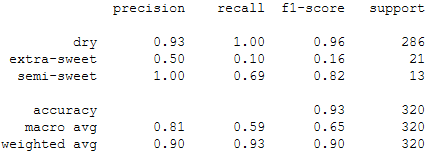 precision recall f1-score support
dry 0.93 1.00 0.96 286
extra-sweet 0.50 0.10 0.16 21
semi-sweet 1.00 0.69 0.82 13
accuracy 0.93 320
macro avg 0.81 0.59 0.65 320
weighted avg 0.90 0.93 0.90 320